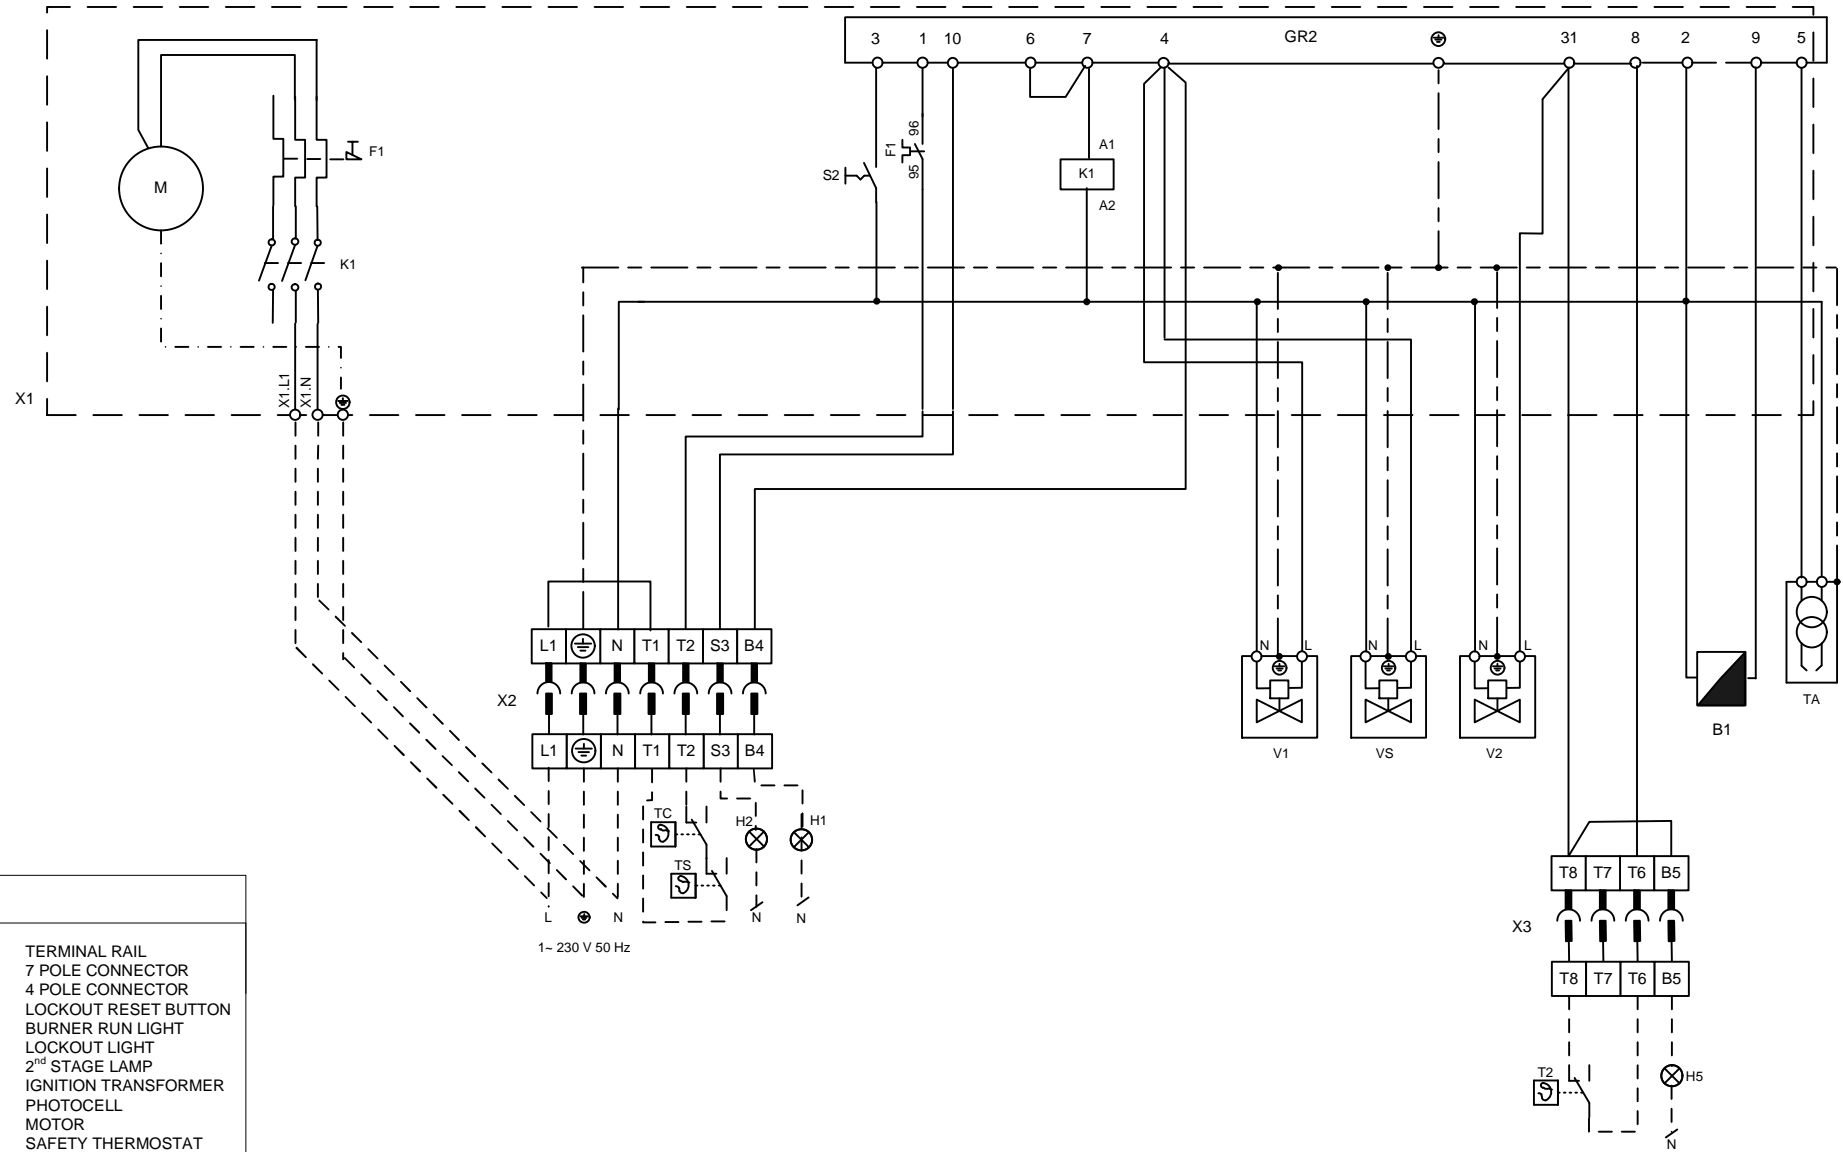 3 1 10 6 7 4 GR2 31 8 2 9 5
F1
M
S2
F1
96
95
A1
K1
A2
K1
X1
X1.L1
X1.N
L1 N T1 T2 S3 B4
X2
L1 N T1 T2 S3 B4
N L
N L
N L
V1 VS V2
B1
TA
TC
TS
H2
H1
L N
N
N
1~ 230 V 50 Hz
T8 T7 T6 B5
X3
T8 T7 T6 B5
T2
H5
N
TERMINAL RAIL
7 POLE CONNECTOR
4 POLE CONNECTOR
LOCKOUT RESET BUTTON
BURNER RUN LIGHT
LOCKOUT LIGHT
2nd STAGE LAMP
IGNITION TRANSFORMER
PHOTOCELL
MOTOR
SAFETY THERMOSTAT